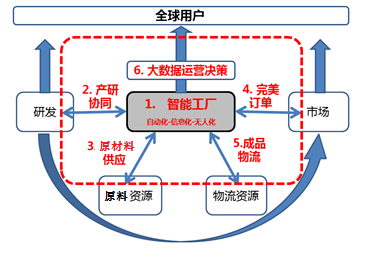 全球用户
6. 大数据运营决策
2. 产研
协同
4. 完美
订单
研发
1. 智能工厂
自动化-信息化-无人化
市场
3 原材料
供应
5.成品
物流
原料资源
物流资源